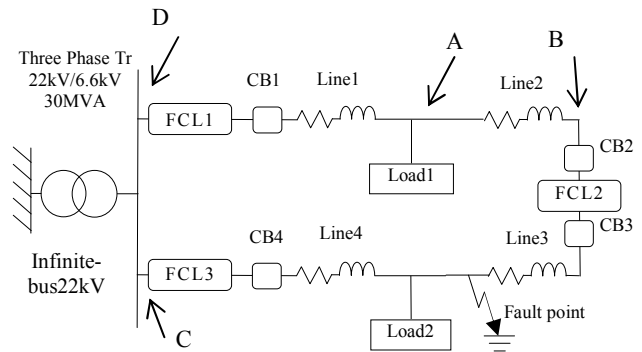 D
Three Phase Tr
22kV/6.6kV
30MVA
CB1
Line1
A
Line2
B
FCL1
Load1
CB2
FCL2
CB3
CB4
Line4
Line3
Infinite-
bus22kV
FCL3
Fault point
C
Load2